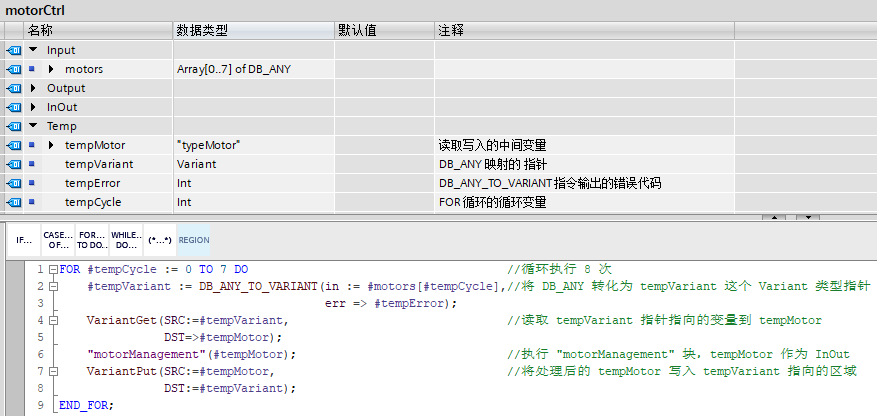 motorCtrl
名称 数据类型 默认值 注释
Input
motors Array[0..7] of DB_ANY
Output
InOut
Temp
tempMotor "typeMotor" 读取写入的中间变量
tempVariant Variant DB_ANY 映射的 指针
tempError Int DB_ANY_TO_VARIANT 指令输出的错误代码
tempCycle Int FOR 循环的循环变量
IF... CASE... OF... FOR... TO DO.. WHILE.. DO... (*...*) REGION
1 FOR #tempCycle := 0 TO 7 DO //循环执行 8 次
2 #tempVariant := DB_ANY_TO_VARIANT(in := #motors[#tempCycle],//将 DB_ANY 转化为 tempVariant 这个 Variant 类型指针
3 err => #tempError);
4 VariantGet(SRC:=#tempVariant, //读取 tempVariant 指针指向的变量到 tempMotor
5 DST=>#tempMotor);
6 "motorManagement"(#tempMotor); //执行 "motorManagement" 块，tempMotor 作为 InOut
7 VariantPut(SRC:=#tempMotor, //将处理后的 tempMotor 写入 tempVariant 指向的区域
8 DST:=#tempVariant);
9 END_FOR;